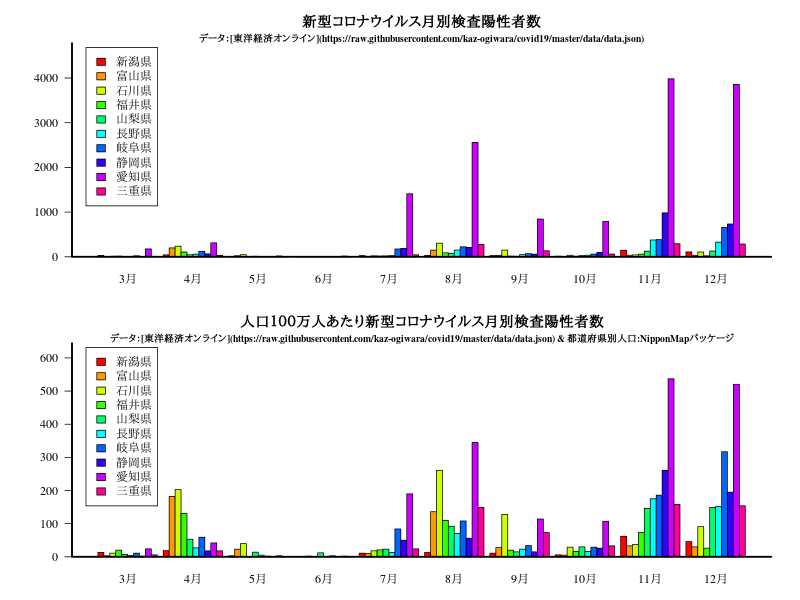 新型コロナウイルス月別検査陽性者数
データ:[東洋経済オンライン](https://raw.githubusercontent.com/kaz-ogiwara/covid19/master/data/data.json)
4000
3000
2000
1000
0
新潟県
富山県
石川県
福井県
山梨県
長野県
岐阜県
静岡県
愛知県
三重県
3月 4月 5月 6月 7月 8月 9月 10月 11月 12月
人口100万人あたり新型コロナウイルス月別検査陽性者数
データ:[東洋経済オンライン](https://raw.githubusercontent.com/kaz-ogiwara/covid19/master/data/data.json) & 都道府県別人口:NipponMapパッケージ
600
500
400
300
200
100
0
新潟県
富山県
石川県
福井県
山梨県
長野県
岐阜県
静岡県
愛知県
三重県
3月 4月 5月 6月 7月 8月 9月 10月 11月 12月